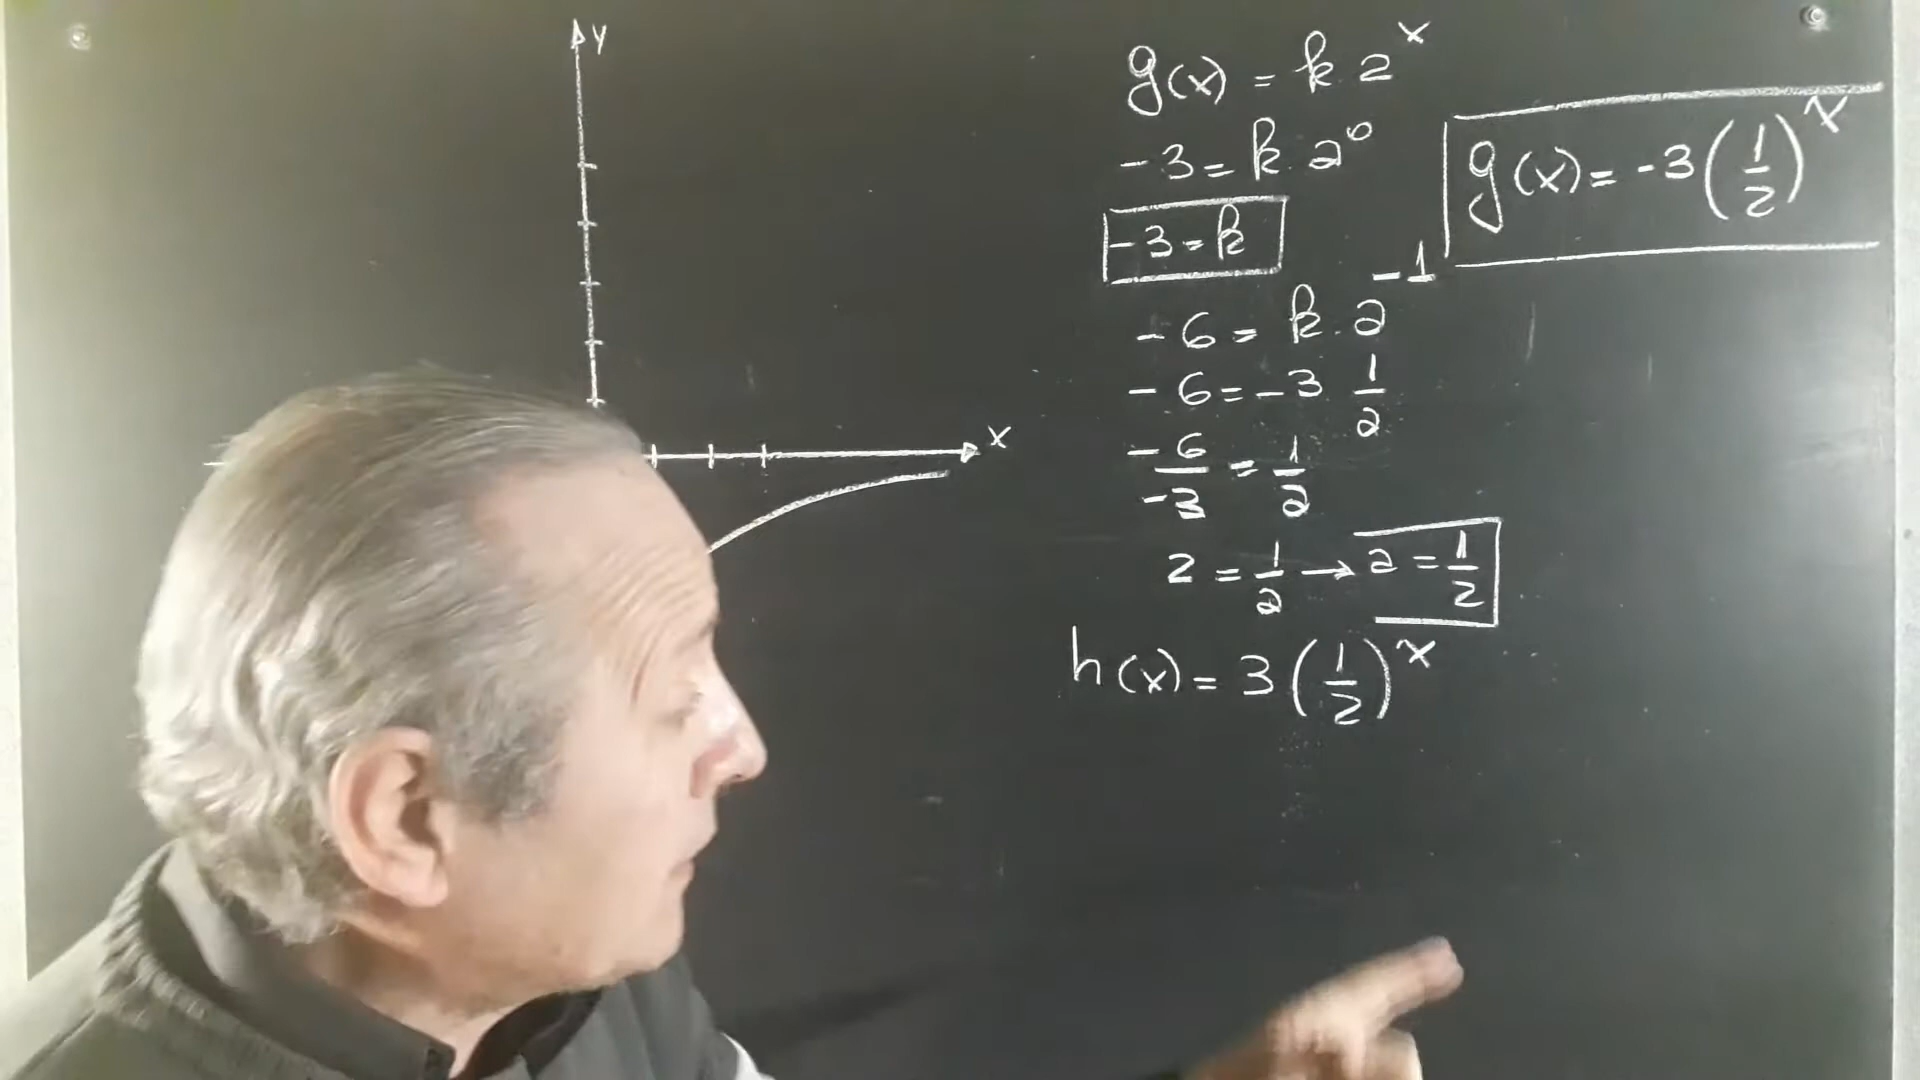 y
x
g(x) = k.a^x
-3 = k.a^0
-3 = k
-6 = k.a^-1
-6 = -3 1/a
-6/-3 = 1/a
2 = 1/a → a = 1/2
h(x) = 3(1/2)^x
g(x) = -3(1/2)^x